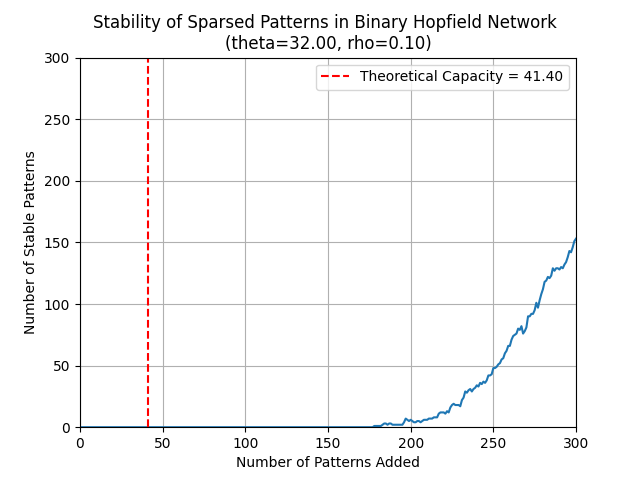 Stability of Sparsed Patterns in Binary Hopfield Network
(theta=32.00, rho=0.10)
Theoretical Capacity = 41.40
Number of Stable Patterns
300
250
200
150
100
50
0
0 50 100 150 200 250 300
Number of Patterns Added